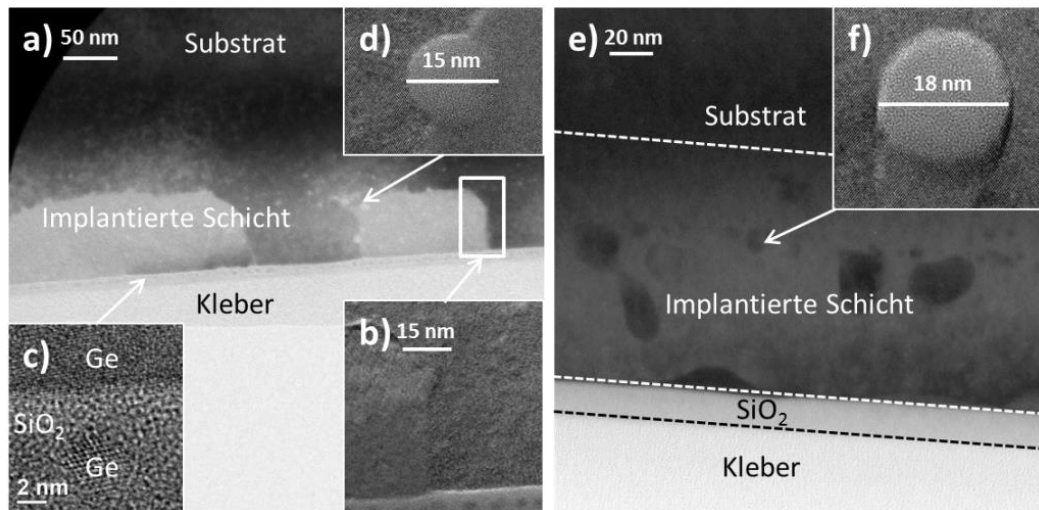 a)
50 nm
Substrat
d)
15 nm
Implantierte Schicht
Kleber
c)
Ge
SiO₂
Ge
2 nm
b)
15 nm
e)
20 nm
Substrat
f)
18 nm
Implantierte Schicht
SiO₂
Kleber